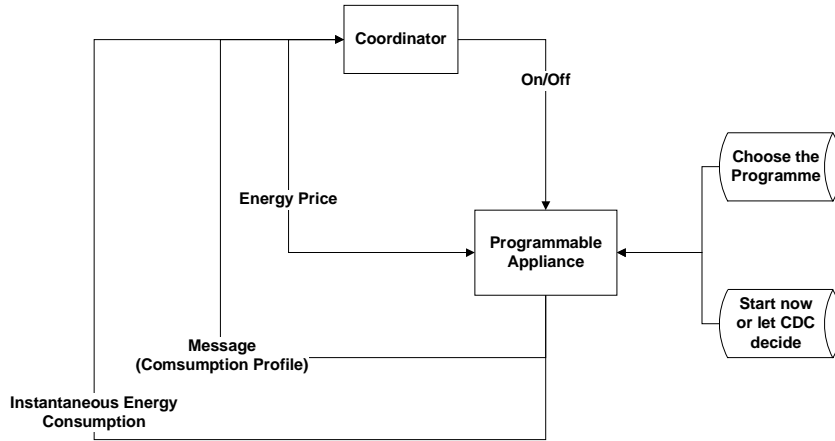 Coordinator
On/Off
Choose the
Programme
Energy Price
Programmable
Appliance
Start now
or let CDC
decide
Message
(Comsumption Profile)
Instantaneous Energy
Consumption